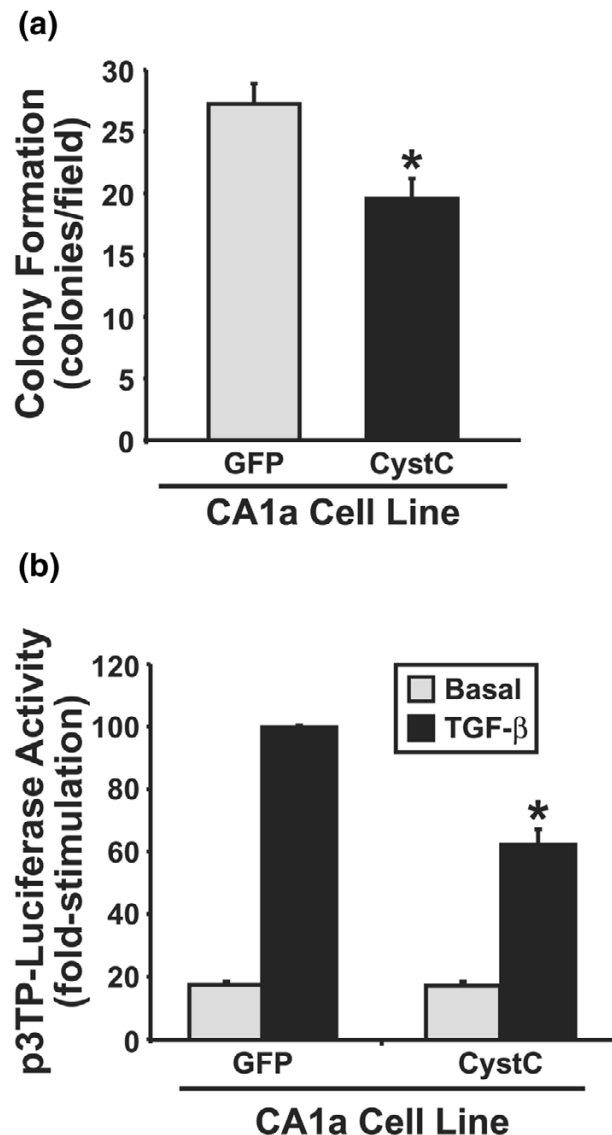 (a)
Colony Formation
(colonies/field)
30
25
20
15
10
5
0
*
GFP
CystC
CA1a Cell Line
(b)
p3TP-Luciferase Activity
(fold-stimulation)
120
100
80
60
40
20
0
Basal
TGF-β
*
GFP
CystC
CA1a Cell Line